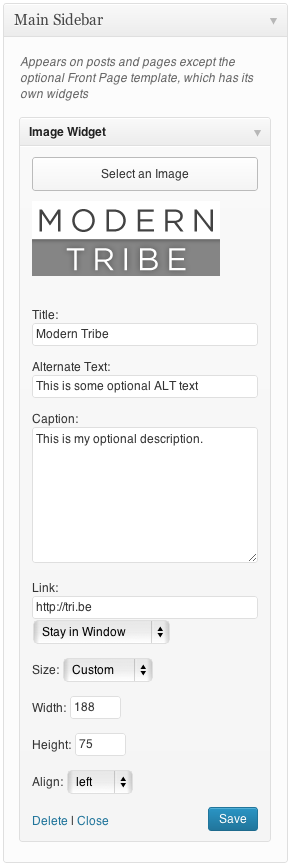 Main Sidebar
Appears on posts and pages except the
optional Front Page template, which has its
own widgets
Image Widget
Select an Image
MODERN
TRIBE
Title:
Modern Tribe
Alternate Text:
This is some optional ALT text
Caption:
This is my optional description.
Link:
http://tri.be
Stay in Window
Size: Custom
Width: 188
Height: 75
Align: left
Delete | Close Save